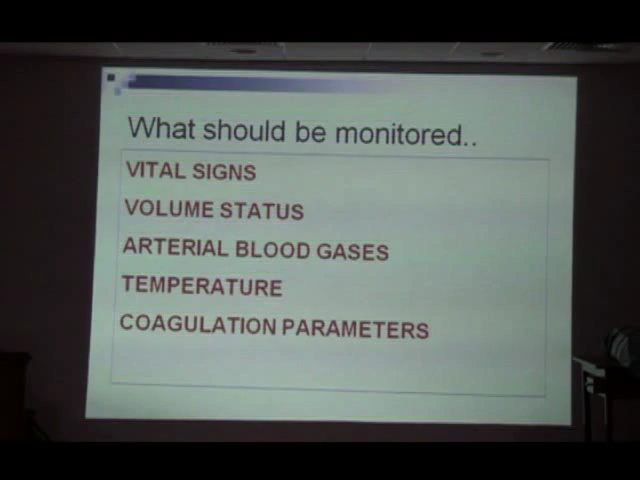 What should be monitored..
VITAL SIGNS
VOLUME STATUS
ARTERIAL BLOOD GASES
TEMPERATURE
COAGULATION PARAMETERS